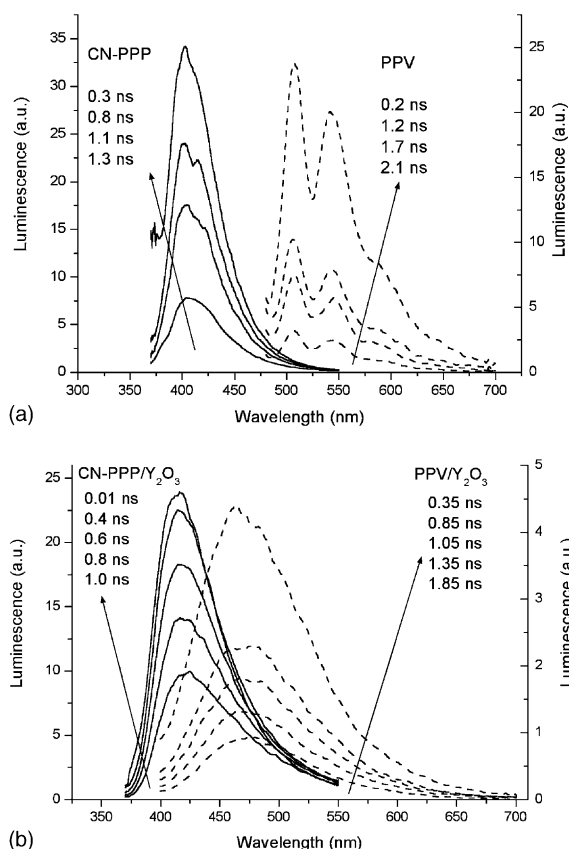 CN-PPP
0.3 ns
0.8 ns
1.1 ns
1.3 ns
PPV
0.2 ns
1.2 ns
1.7 ns
2.1 ns
Luminescence (a.u.)
35
30
25
20
15
10
5
0
Luminescence (a.u.)
25
20
15
10
5
0
300 350 400 450 500 550 600 650 700 725
Wavelength (nm)
(a)
CN-PPP/Y₂O₃
0.01 ns
0.4 ns
0.6 ns
0.8 ns
1.0 ns
PPV/Y₂O₃
0.35 ns
0.85 ns
1.05 ns
1.35 ns
1.85 ns
Luminescence (a.u.)
25
20
15
10
5
0
Luminescence (a.u.)
5
4
3
2
1
0
300 350 400 450 500 550 600 650 700
Wavelength (nm)
(b)